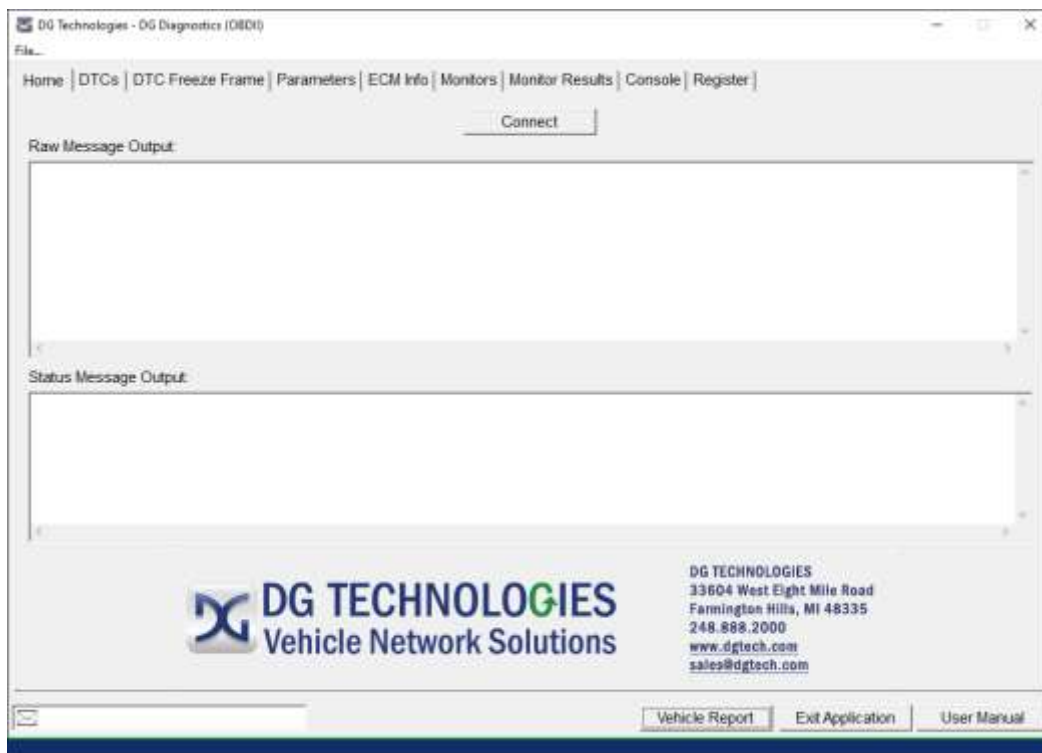 DG Technologies - DG Diagnostics (OBDII)
File...
Home DTCs DTC Freeze Frame Parameters ECM Info Monitors Monitor Results Console Register
Connect
Raw Message Output:
Status Message Output:
DG TECHNOLOGIES
Vehicle Network Solutions
DG TECHNOLOGIES
33604 West Eight Mile Road
Farmington Hills, MI 48335
248.888.2000
www.dgtech.com
sales@dgtech.com
Vehicle Report Exit Application User Manual